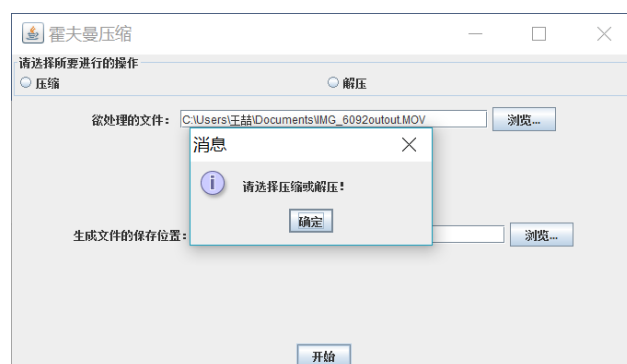 霍夫曼压缩
请选择所要进行的操作
压缩
解压
欲处理的文件：
C:\Users\王喆\Documents\IMG_6092outout.MOV
浏览...
消息
请选择压缩或解压！
确定
生成文件的保存位置：
浏览...
开始